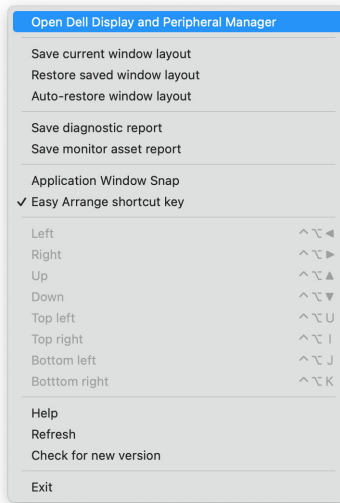 Open Dell Display and Peripheral Manager
Save current window layout
Restore saved window layout
Auto-restore window layout
Save diagnostic report
Save monitor asset report
Application Window Snap
✓ Easy Arrange shortcut key
Left ^⌥◀
Right ^⌥▶
Up ^⌥▲
Down ^⌥▼
Top left ^⌥U
Top right ^⌥I
Bottom left ^⌥J
Botttom right ^⌥K
Help
Refresh
Check for new version
Exit